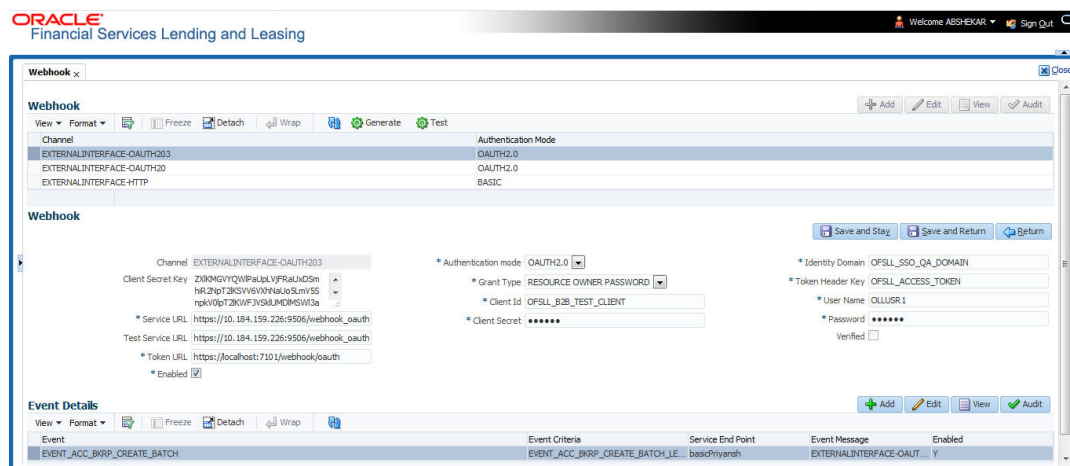 ORACLE
Financial Services Lending and Leasing
Welcome ABSHEKAR Sign Out
Webhook x Close
Webhook Add Edit View Audit
View Format Freeze Detach Wrap Generate Test
Channel Authentication Mode
EXTERNALINTERFACE-OAUTH203 OAUTH2.0
EXTERNALINTERFACE-OAUTH20 OAUTH2.0
EXTERNALINTERFACE-HTTP BASIC
Webhook
Save and Stay Save and Return Return
Channel EXTERNALINTERFACE-OAUTH203 * Authentication mode OAUTH2.0 * Identity Domain OFSLL_SSO_QA_DOMAIN
Client Secret Key * Grant Type RESOURCE OWNER PASSWORD * Token Header Key OFSLL_ACCESS_TOKEN
* Client Id OFSLL_B2B_TEST_CLIENT * User Name OLLUSR1
* Service URL https://10.184.159.226:9506/webhook_oauth * Client Secret ●●●●●● * Password ●●●●●●
Test Service URL https://10.184.159.226:9506/webhook_oauth Verified
* Token URL https://localhost:7101/webhook/oauth
* Enabled
Event Details Add Edit View Audit
View Format Freeze Detach Wrap
Event Event Criteria Service End Point Event Message Enabled
EVENT_ACC_BKRP_CREATE_BATCH EVENT_ACC_BKRP_CREATE_BATCH_LE... basicPriyansh EXTERNALINTERFACE-OAUT... Y